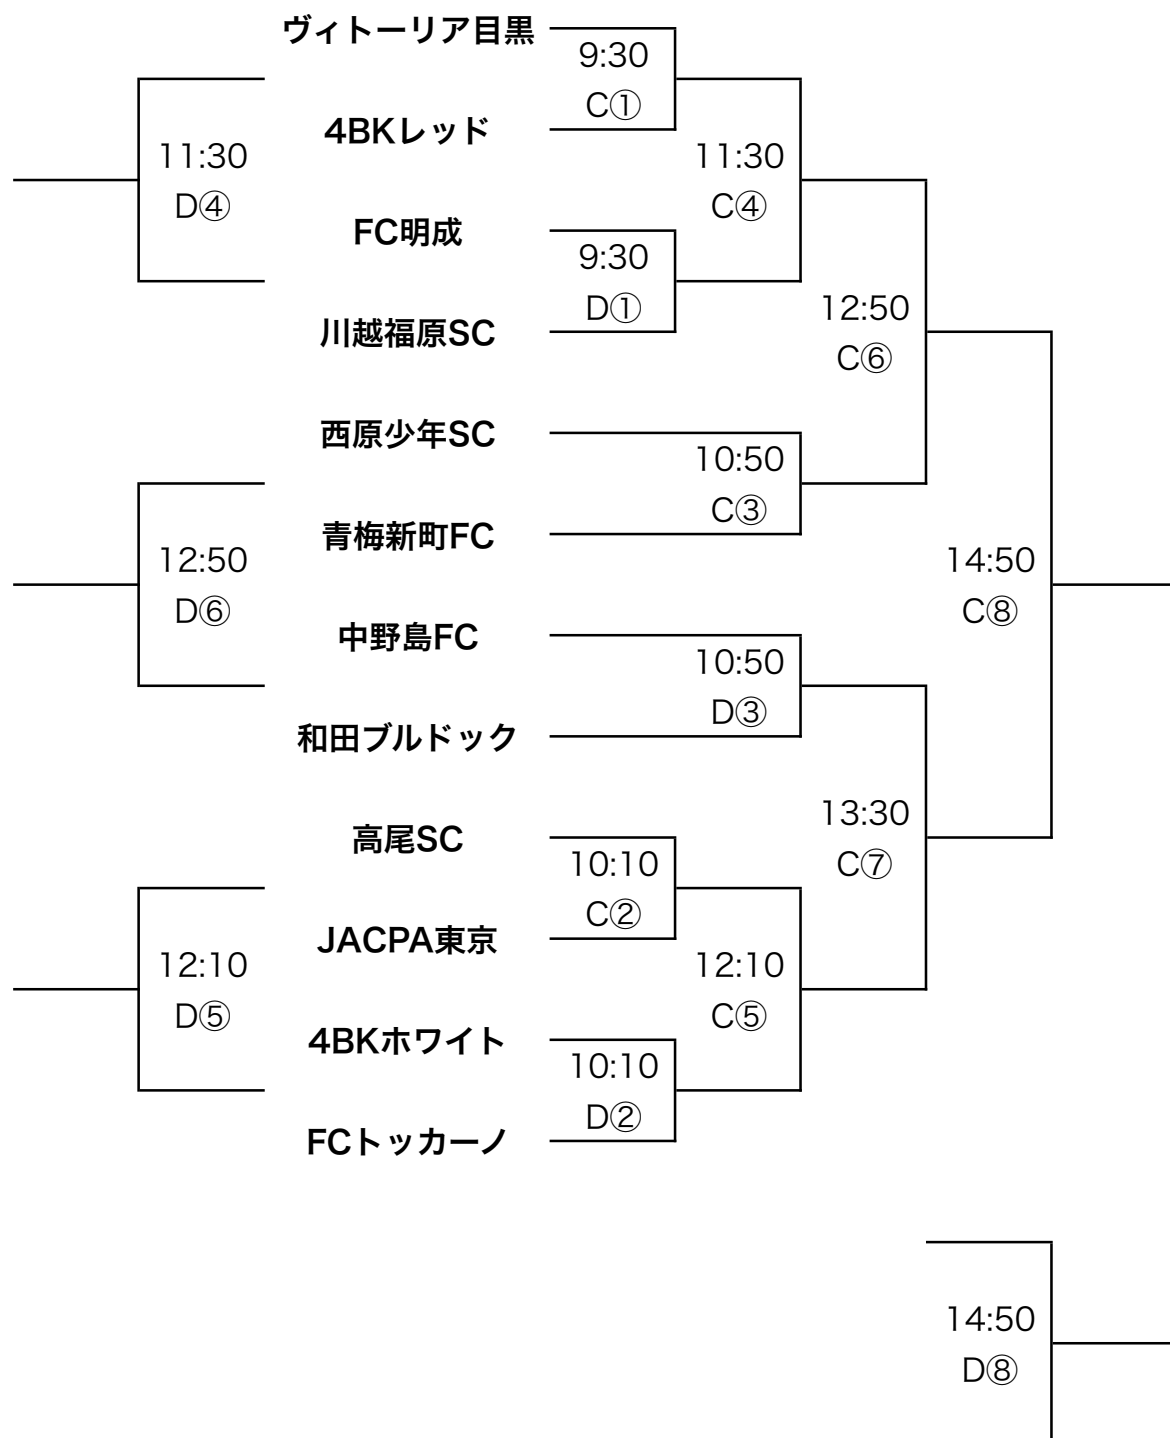 ヴィトーリア目黒
9:30
C①
4BKレッド
11:30
D④
11:30
C④
FC明成
9:30
D①
川越福原SC
12:50
C⑥
西原少年SC
10:50
C③
青梅新町FC
12:50
D⑥
14:50
C⑧
中野島FC
10:50
D③
和田ブルドック
13:30
C⑦
高尾SC
10:10
C②
JACPA東京
12:10
D⑤
12:10
C⑤
4BKホワイト
10:10
D②
FCトッカーノ
14:50
D⑧